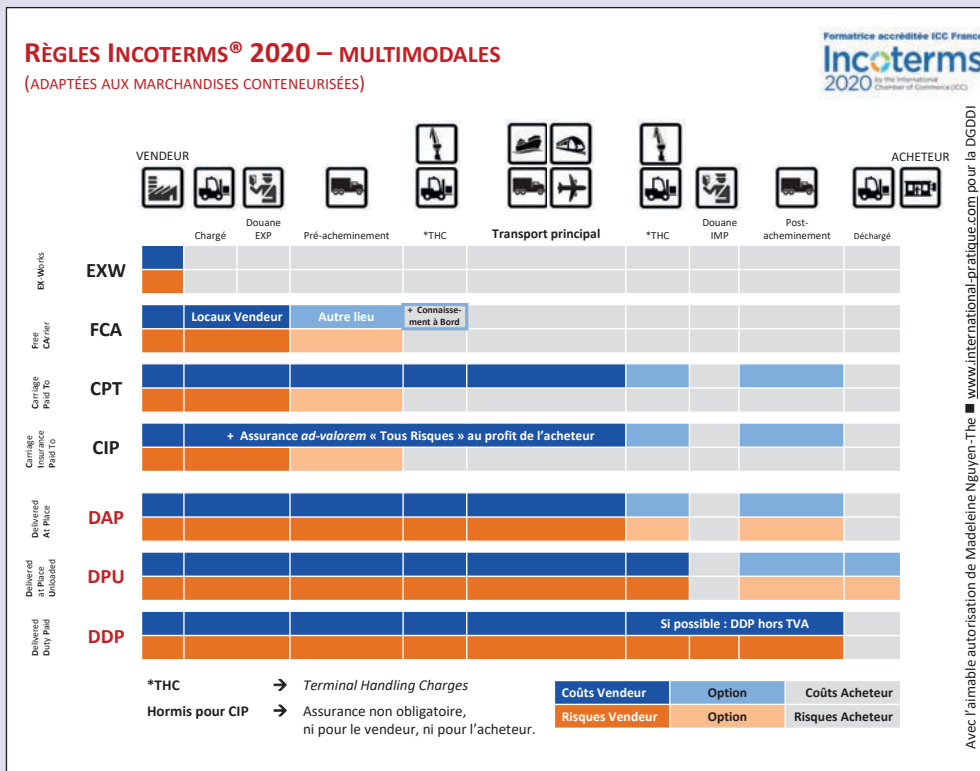 RÈGLES INCOTERMS® 2020 – MULTIMODALES
(ADAPTÉES AUX MARCHANDISES CONTENEURISÉES)
Formatrice accréditée ICC France
Incoterms
2020 by the International
Chamber of Commerce (ICC)
VENDEUR
ACHETEUR
Chargé
Douane
EXP
Pré-acheminement
*THC
Transport principal
*THC
Douane
IMP
Post-
acheminement
Déchargé
EX-Works
EXW
Free
CArrier
FCA
Locaux Vendeur
Autre lieu
+ Connaisse-
ment à Bord
Carriage
Paid To
CPT
Carriage
Insurance
Paid To
CIP
+ Assurance ad-valorem « Tous Risques » au profit de l’acheteur
Delivered
At Place
DAP
Delivered
at Place
Unloaded
DPU
Delivered
Duty Paid
DDP
Si possible : DDP hors TVA
*THC → Terminal Handling Charges
Hormis pour CIP → Assurance non obligatoire,
ni pour le vendeur, ni pour l’acheteur.
Coûts Vendeur Option Coûts Acheteur
Risques Vendeur Option Risques Acheteur
Avec l’aimable autorisation de Madeleine Nguyen-The ■ www.international-pratique.com pour la DGDDI